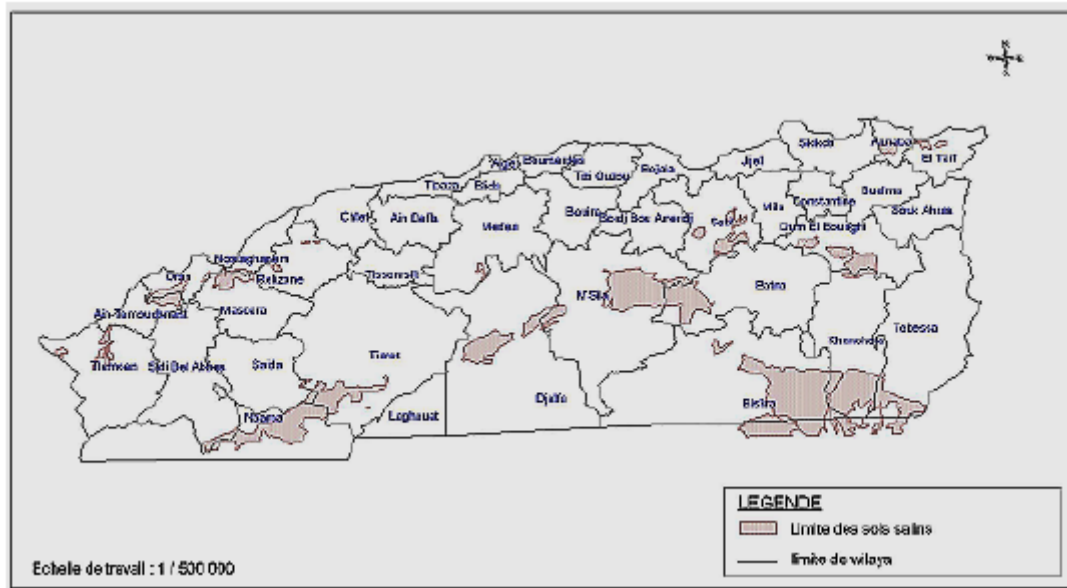 Skikda
Annaba
El Tarf
Alger
Boumerdes
Jijel
Tizi Ouzou
Bejaia
Tipaza
Blida
Guelma
Mila
Constantine
Souk Ahras
Chlef
Ain Defla
Bouira
Bordj Bou Arreridj
Setif
Medea
Oum El Bouaghi
Mostaghanem
Oran
Relizane
Tissemsilt
M'Sila
Batna
Mascara
Ain Temouchent
Khenchela
Tebessa
Tlemcen
Sidi Bel Abbes
Saida
Tiaret
Djelfa
Biskra
Naama
Laghouat
LEGENDE
Limite des sols salins
limite de wilaya
Echelle de travail : 1 / 500 000